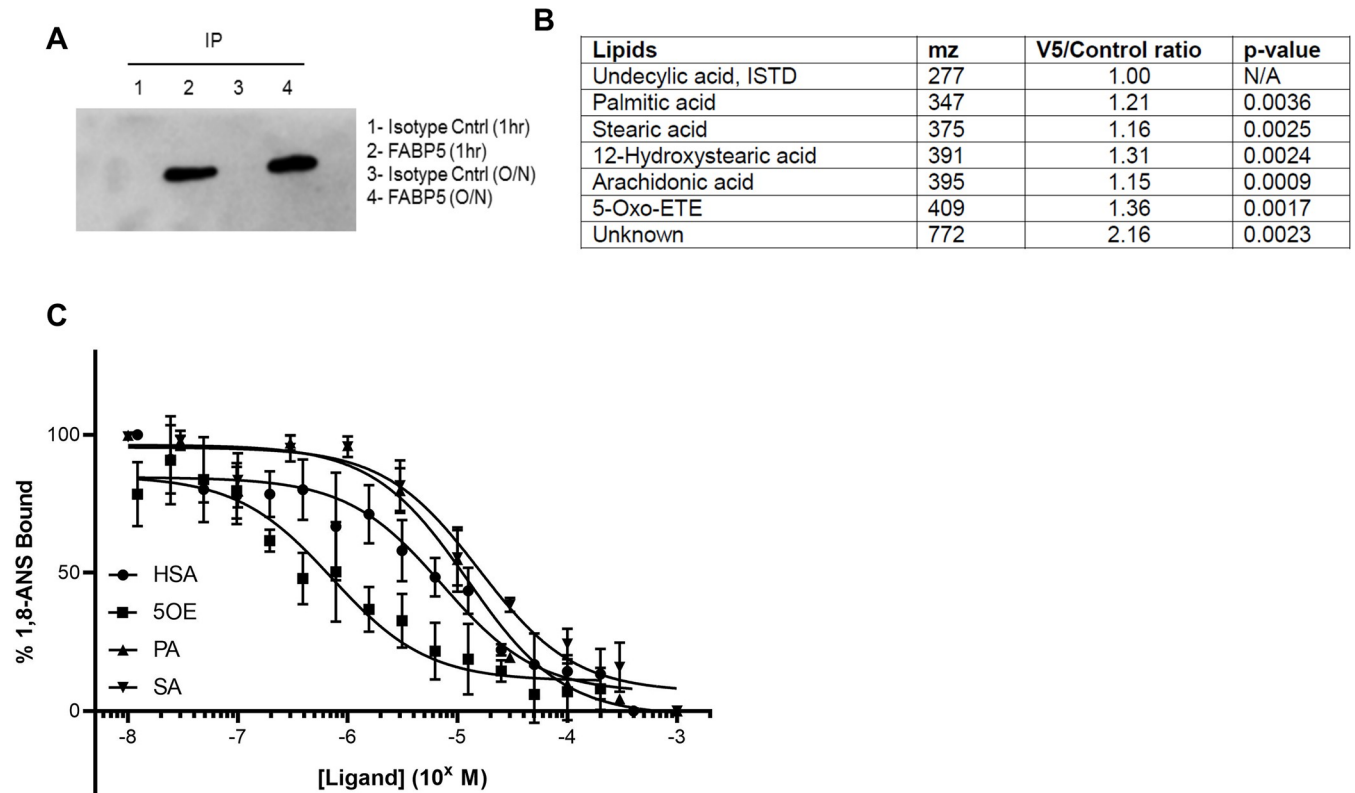 A
IP
1 2 3 4
1- Isotype Cntrl (1hr)
2- FABP5 (1hr)
3- Isotype Cntrl (O/N)
4- FABP5 (O/N)
B
Lipids mz V5/Control ratio p-value
Undecylic acid, ISTD 277 1.00 N/A
Palmitic acid 347 1.21 0.0036
Stearic acid 375 1.16 0.0025
12-Hydroxystearic acid 391 1.31 0.0024
Arachidonic acid 395 1.15 0.0009
5-Oxo-ETE 409 1.36 0.0017
Unknown 772 2.16 0.0023
C
% 1,8-ANS Bound
100
50
0
HSA
5OE
PA
SA
-8 -7 -6 -5 -4 -3
[Ligand] (10ˣ M)